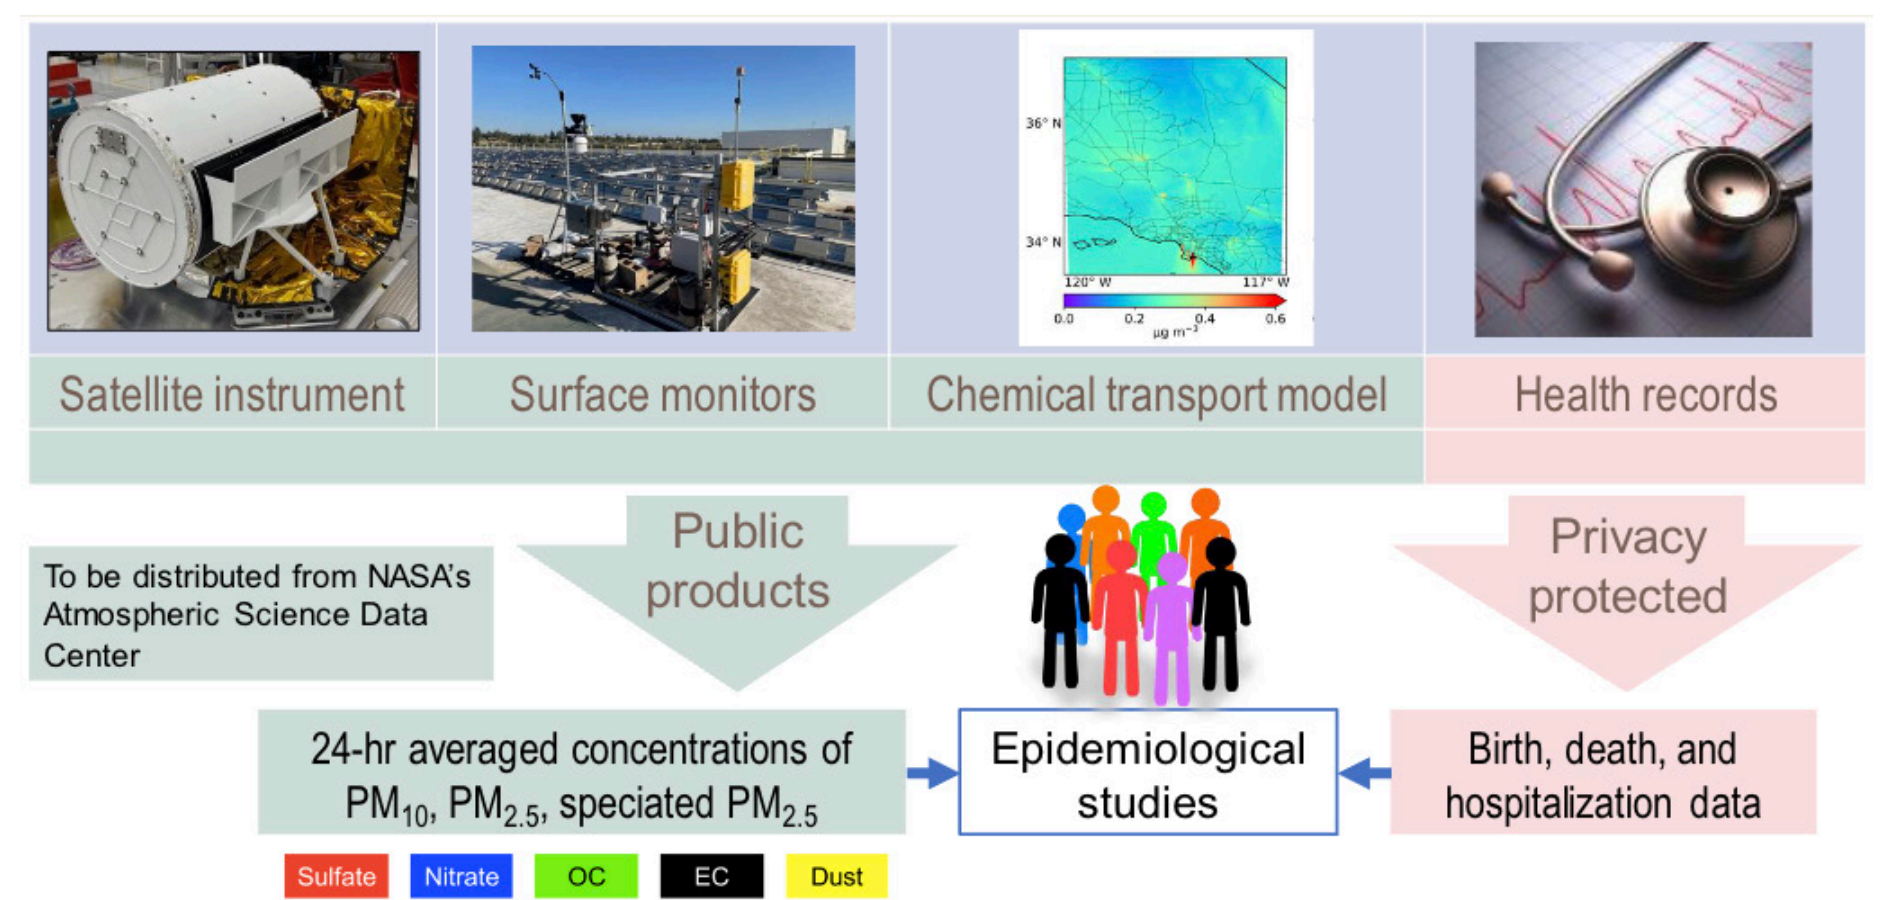 36° N
34° N
120° W 117° W
0.0 0.2 0.4 0.6
μg m⁻³
Satellite instrument
Surface monitors
Chemical transport model
Health records
Public
products
Privacy
protected
To be distributed from NASA's
Atmospheric Science Data
Center
24-hr averaged concentrations of
PM₁₀, PM₂.₅, speciated PM₂.₅
Epidemiological
studies
Birth, death, and
hospitalization data
Sulfate
Nitrate
OC
EC
Dust